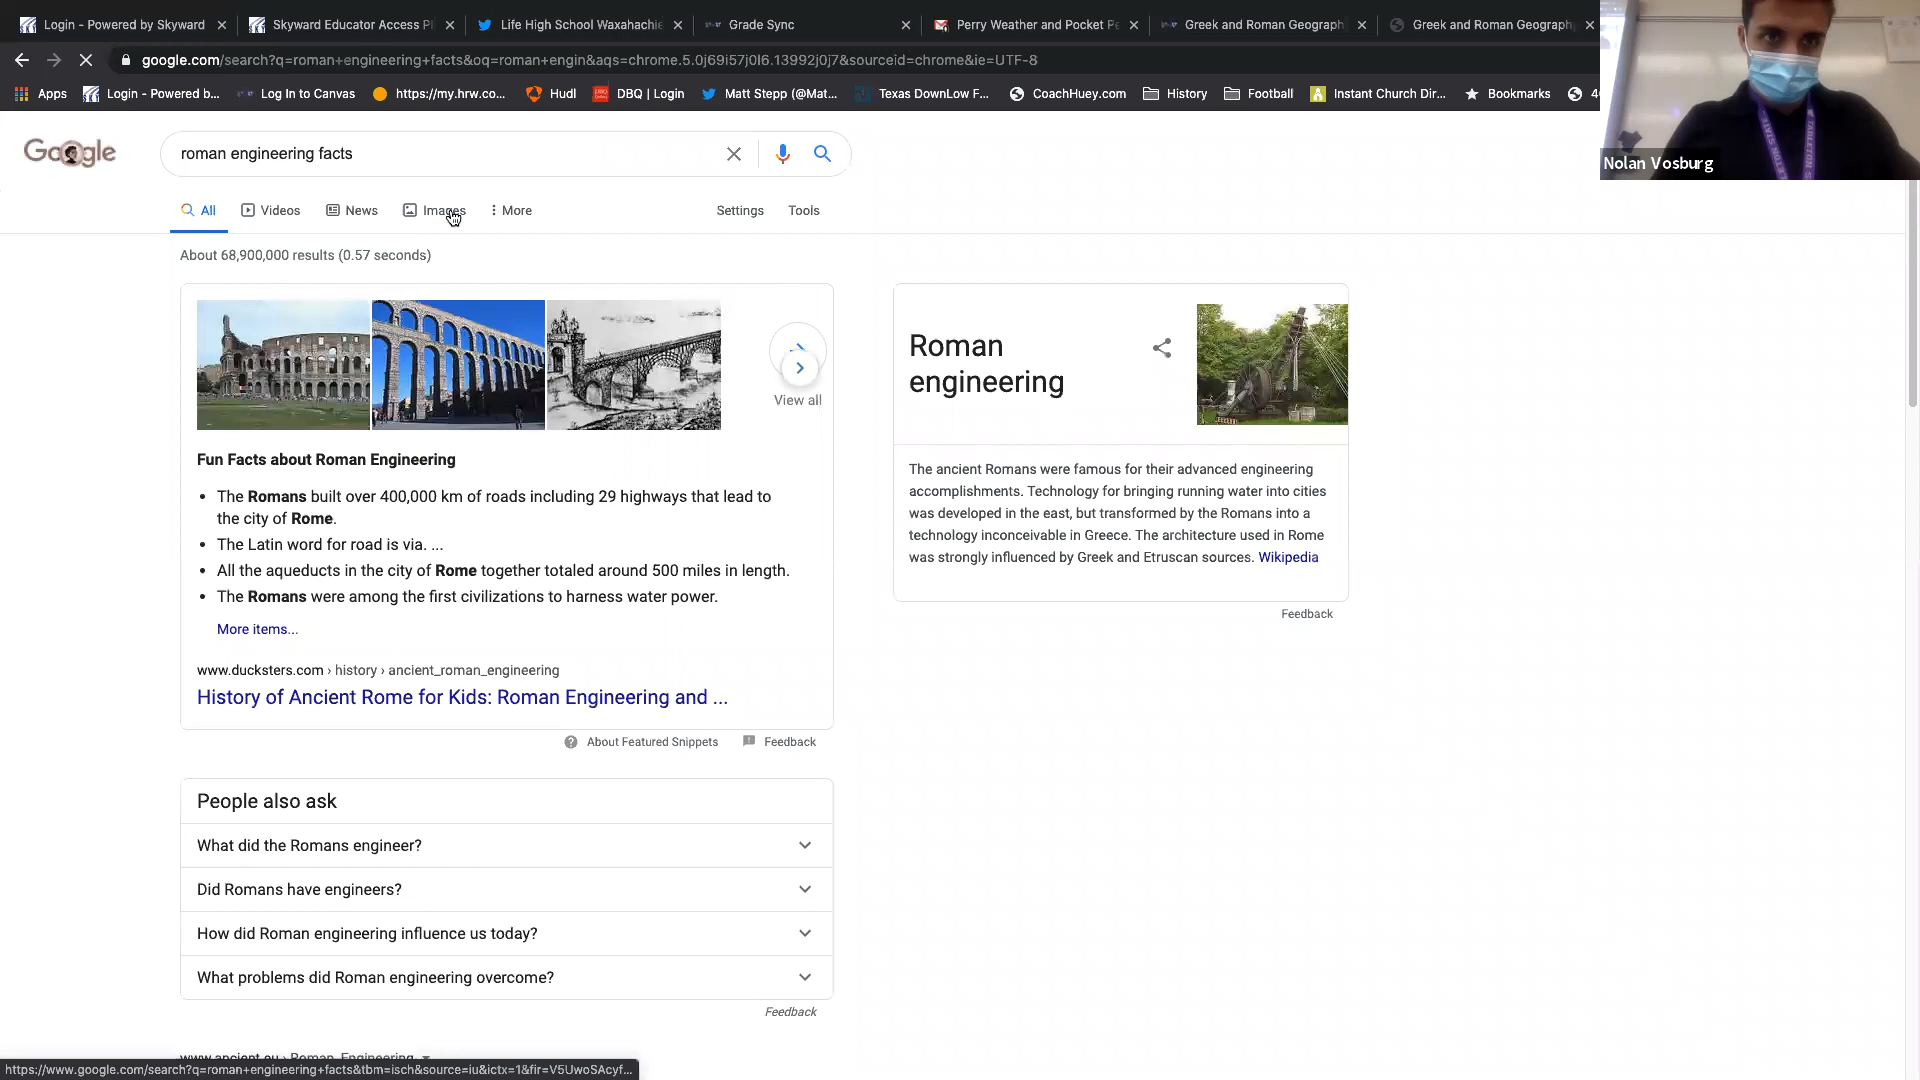 Login - Powered by Skyward
Skyward Educator Access Pl
Life High School Waxahachie
Grade Sync
Perry Weather and Pocket Pe
Greek and Roman Geograph
Greek and Roman Geography
google.com/search?q=roman+engineering+facts&oq=roman+engin&aqs=chrome.5.0j69i57j0l6.13992j0j7&sourceid=chrome&ie=UTF-8
Apps
Login - Powered b...
Log In to Canvas
https://my.hrw.co...
Hudl
DBQ | Login
Matt Stepp (@Mat...
Texas DownLow F...
CoachHuey.com
History
Football
Instant Church Dir...
Bookmarks
Nolan Vosburg
Google
roman engineering facts
All
Videos
News
Images
More
Settings
Tools
About 68,900,000 results (0.57 seconds)
View all
Fun Facts about Roman Engineering
• The Romans built over 400,000 km of roads including 29 highways that lead to
the city of Rome.
• The Latin word for road is via. ...
• All the aqueducts in the city of Rome together totaled around 500 miles in length.
• The Romans were among the first civilizations to harness water power.
More items...
www.ducksters.com › history › ancient_roman_engineering
History of Ancient Rome for Kids: Roman Engineering and ...
About Featured Snippets
Feedback
Roman
engineering
The ancient Romans were famous for their advanced engineering
accomplishments. Technology for bringing running water into cities
was developed in the east, but transformed by the Romans into a
technology inconceivable in Greece. The architecture used in Rome
was strongly influenced by Greek and Etruscan sources. Wikipedia
Feedback
People also ask
What did the Romans engineer?
Did Romans have engineers?
How did Roman engineering influence us today?
What problems did Roman engineering overcome?
Feedback
www.ancient.eu › Roman_Engineering
https://www.google.com/search?q=roman+engineering+facts&tbm=isch&source=iu&ictx=1&fir=V5UwoSAcyf...